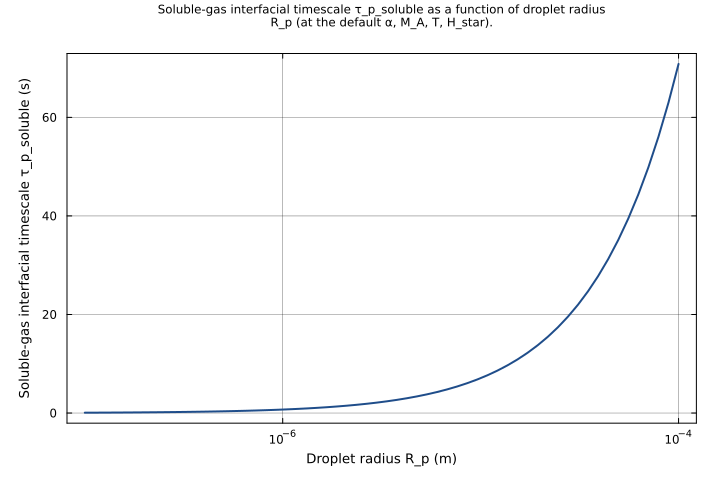 Soluble-gas interfacial timescale τ_p_soluble as a function of droplet radius
R_p (at the default α, M_A, T, H_star).
Soluble-gas interfacial timescale τ_p_soluble (s)
60
40
20
0
10⁻⁶
10⁻⁴
Droplet radius R_p (m)